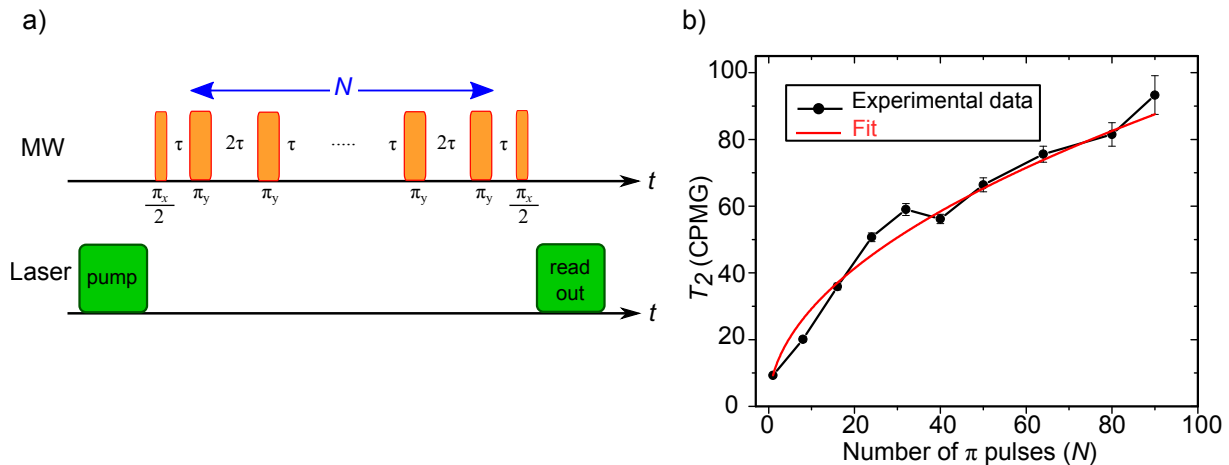 a)
N
MW
τ 2τ τ ..... τ 2τ τ
t
πx/2 πy πy πy πy πx/2
Laser
pump
read
out
t
b)
100
80
60
40
20
0
T2 (CPMG)
Experimental data
Fit
0 20 40 60 80 100
Number of π pulses (N)